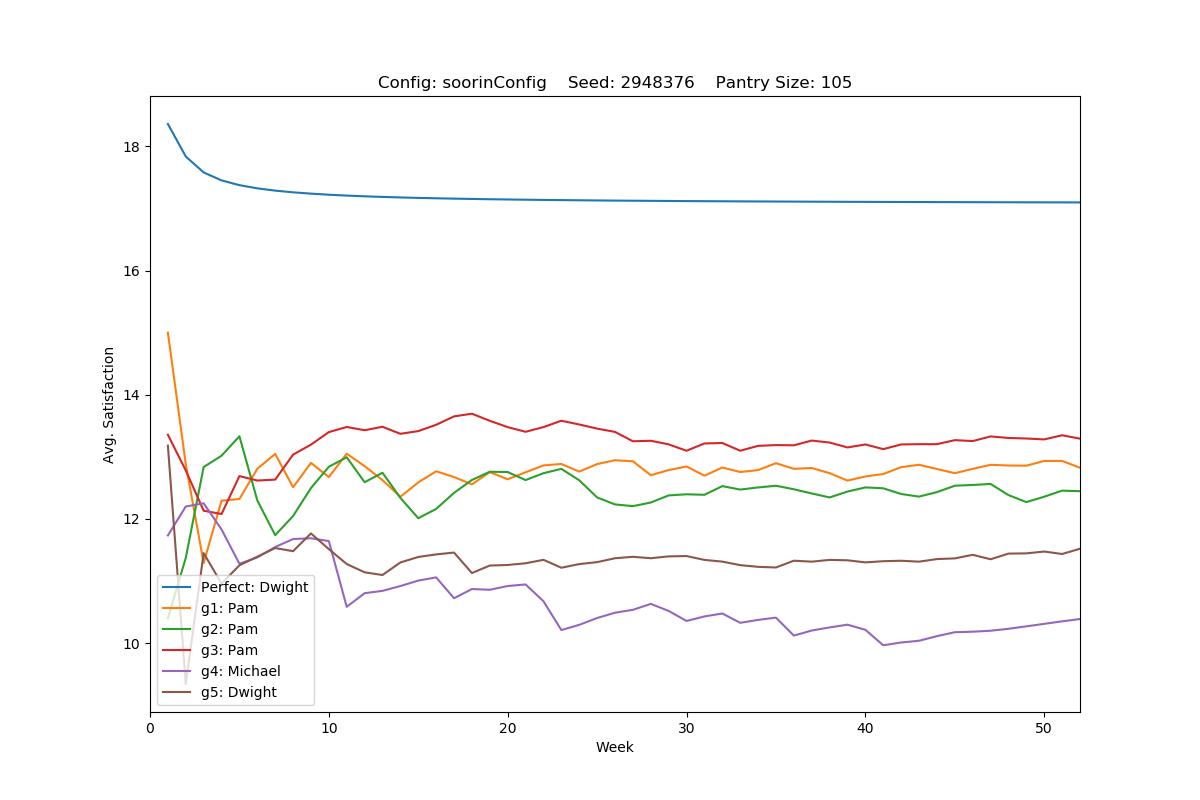 Config: soorinConfig    Seed: 2948376    Pantry Size: 105
Avg. Satisfaction
18
16
14
12
10
Perfect: Dwight
g1: Pam
g2: Pam
g3: Pam
g4: Michael
g5: Dwight
0 10 20 30 40 50
Week